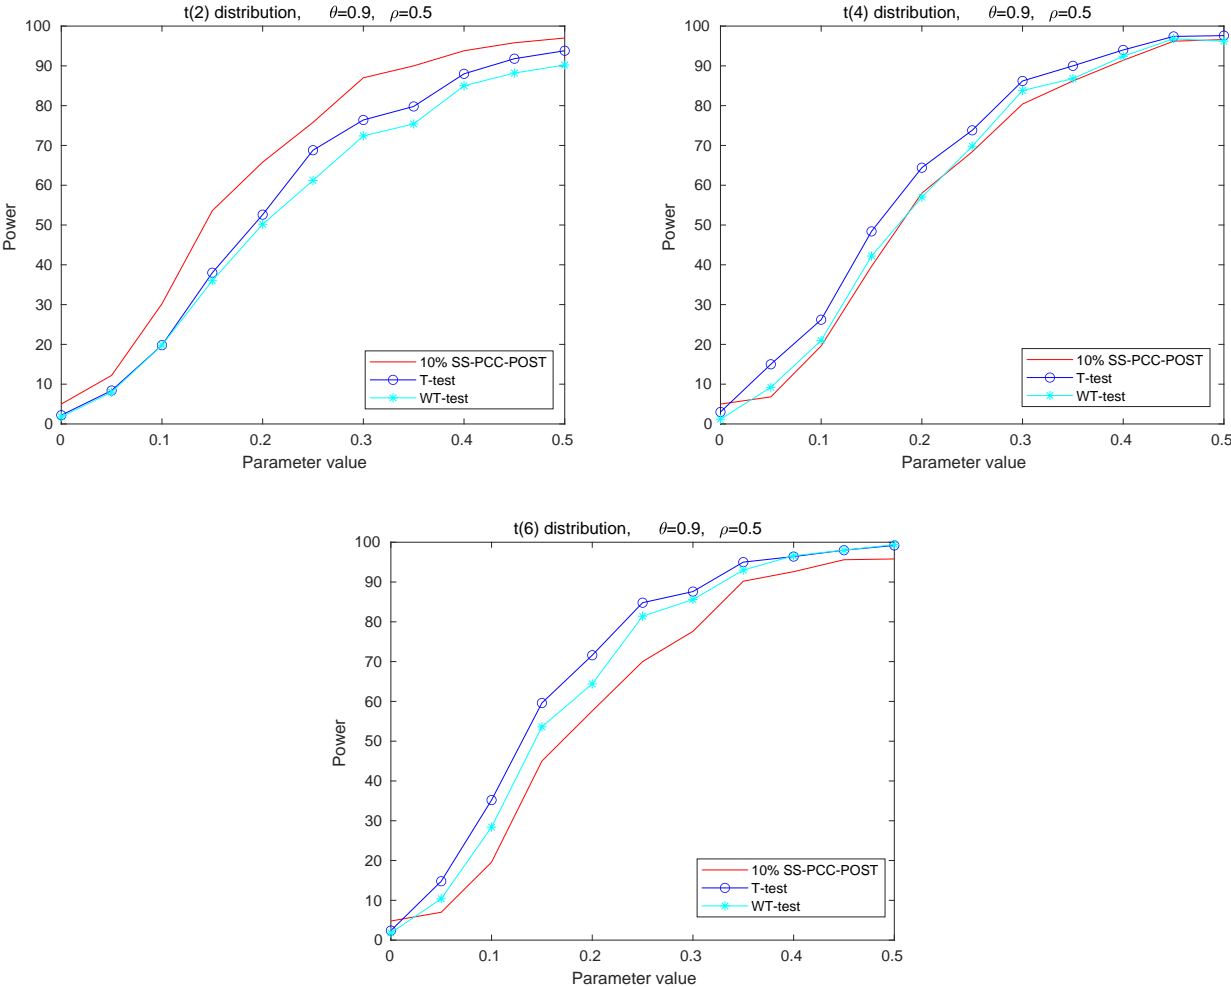 t(2) distribution, θ=0.9, ρ=0.5
100
90
80
70
60
50
40
30
20
10
0
Power
0 0.1 0.2 0.3 0.4 0.5
Parameter value
10% SS-PCC-POST
T-test
WT-test
t(4) distribution, θ=0.9, ρ=0.5
100
90
80
70
60
50
40
30
20
10
0
Power
0 0.1 0.2 0.3 0.4 0.5
Parameter value
10% SS-PCC-POST
T-test
WT-test
t(6) distribution, θ=0.9, ρ=0.5
100
90
80
70
60
50
40
30
20
10
0
Power
0 0.1 0.2 0.3 0.4 0.5
Parameter value
10% SS-PCC-POST
T-test
WT-test